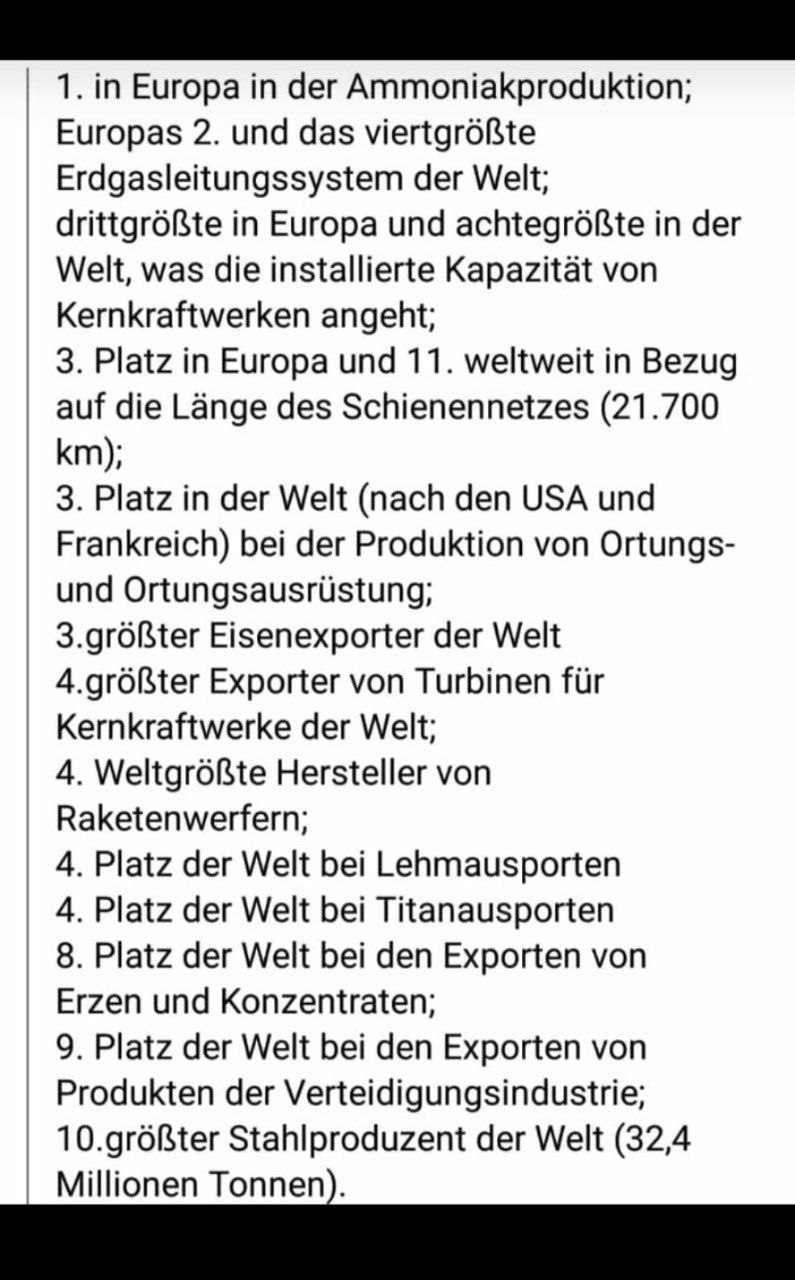 1. in Europa in der Ammoniakproduktion;
Europas 2. und das viertgrößte
Erdgasleitungssystem der Welt;
drittgrößte in Europa und achtegrößte in der
Welt, was die installierte Kapazität von
Kernkraftwerken angeht;
3. Platz in Europa und 11. weltweit in Bezug
auf die Länge des Schienennetzes (21.700
km);
3. Platz in der Welt (nach den USA und
Frankreich) bei der Produktion von Ortungs-
und Ortungsausrüstung;
3.größter Eisenexporter der Welt
4.größter Exporter von Turbinen für
Kernkraftwerke der Welt;
4. Weltgrößte Hersteller von
Raketenwerfern;
4. Platz der Welt bei Lehmausporten
4. Platz der Welt bei Titanausporten
8. Platz der Welt bei den Exporten von
Erzen und Konzentraten;
9. Platz der Welt bei den Exporten von
Produkten der Verteidigungsindustrie;
10.größter Stahlproduzent der Welt (32,4
Millionen Tonnen).